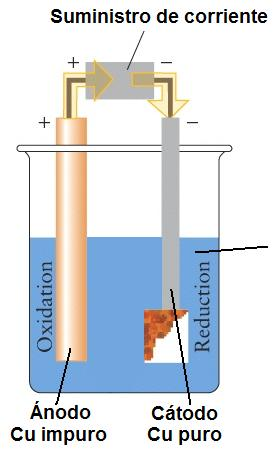 Suministro de corriente
+ −
+ −
Oxidation
Reduction
Ánodo
Cu impuro
Cátodo
Cu puro